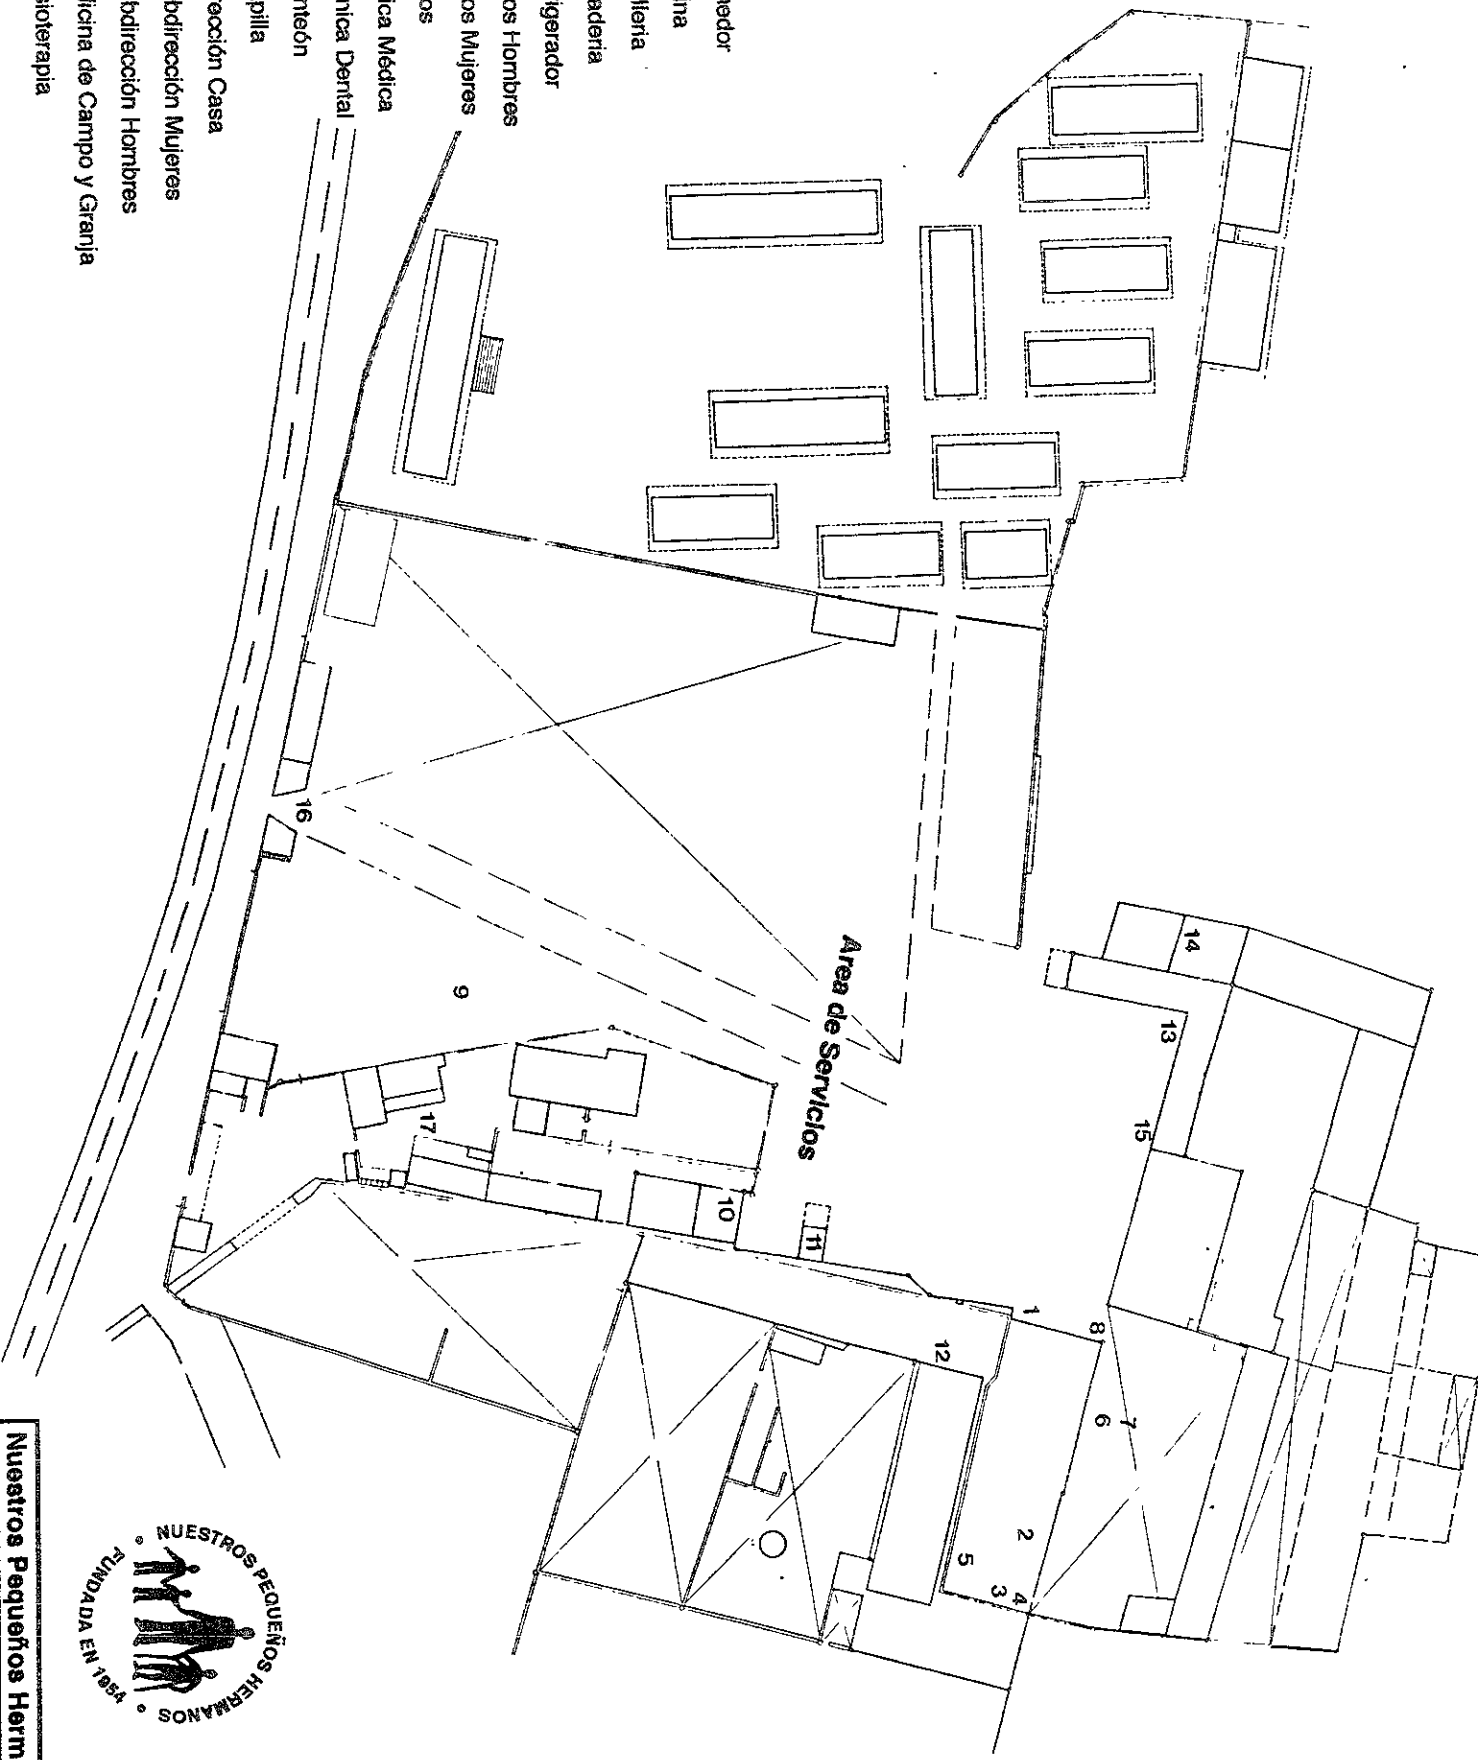 nedor
ina
lleria
aderia
rigerador
os Hombres
os Mujeres
os
ica Médica
nica Dental
nteón
pilla
ección Casa
bdirección Mujeres
bdirección Hombres
icina de Campo y Granja
sioterapia
Area de Servicios
14
13
15
16
9
17
10
11
1
8
12
7
6
2
5
4
3
NUESTROS PEQUEÑOS HERMANOS
FUNDADA EN 1954
Nuestros Pequeños Herm